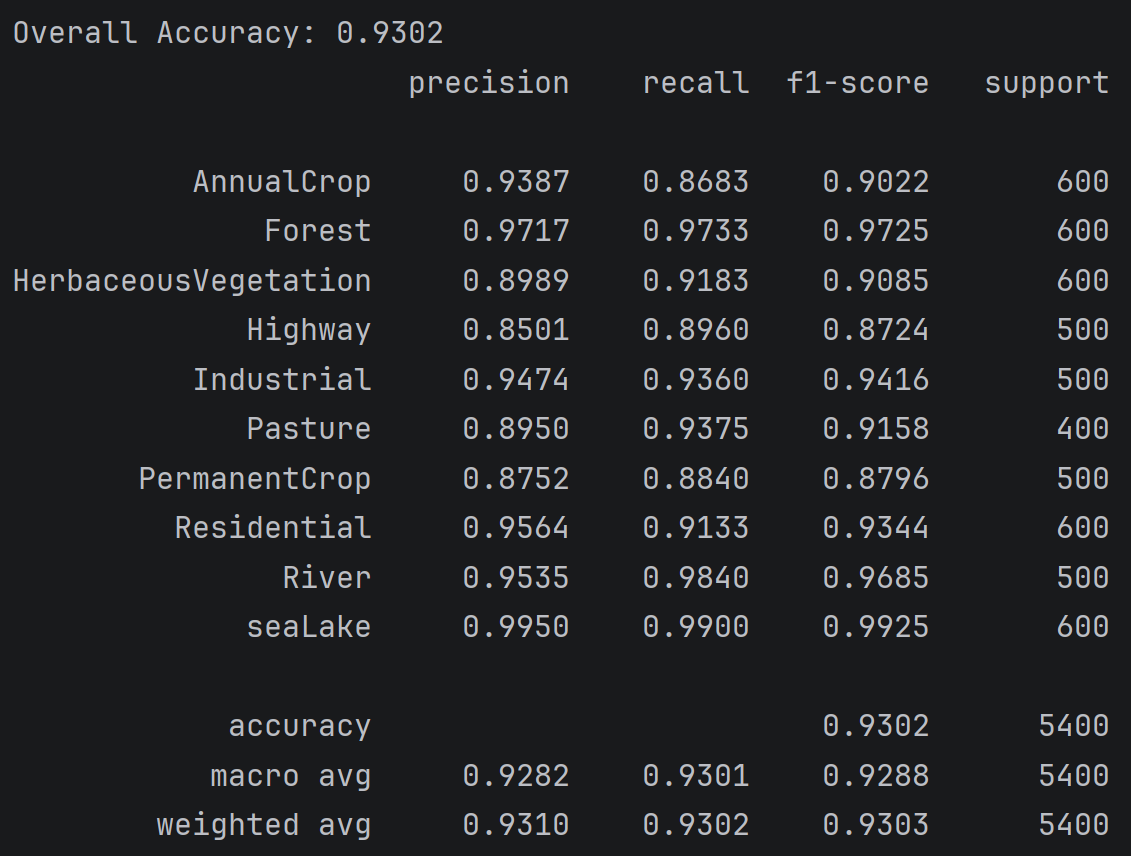 Overall Accuracy: 0.9302
precision recall f1-score support
AnnualCrop 0.9387 0.8683 0.9022 600
Forest 0.9717 0.9733 0.9725 600
HerbaceousVegetation 0.8989 0.9183 0.9085 600
Highway 0.8501 0.8960 0.8724 500
Industrial 0.9474 0.9360 0.9416 500
Pasture 0.8950 0.9375 0.9158 400
PermanentCrop 0.8752 0.8840 0.8796 500
Residential 0.9564 0.9133 0.9344 600
River 0.9535 0.9840 0.9685 500
seaLake 0.9950 0.9900 0.9925 600
accuracy 0.9302 5400
macro avg 0.9282 0.9301 0.9288 5400
weighted avg 0.9310 0.9302 0.9303 5400